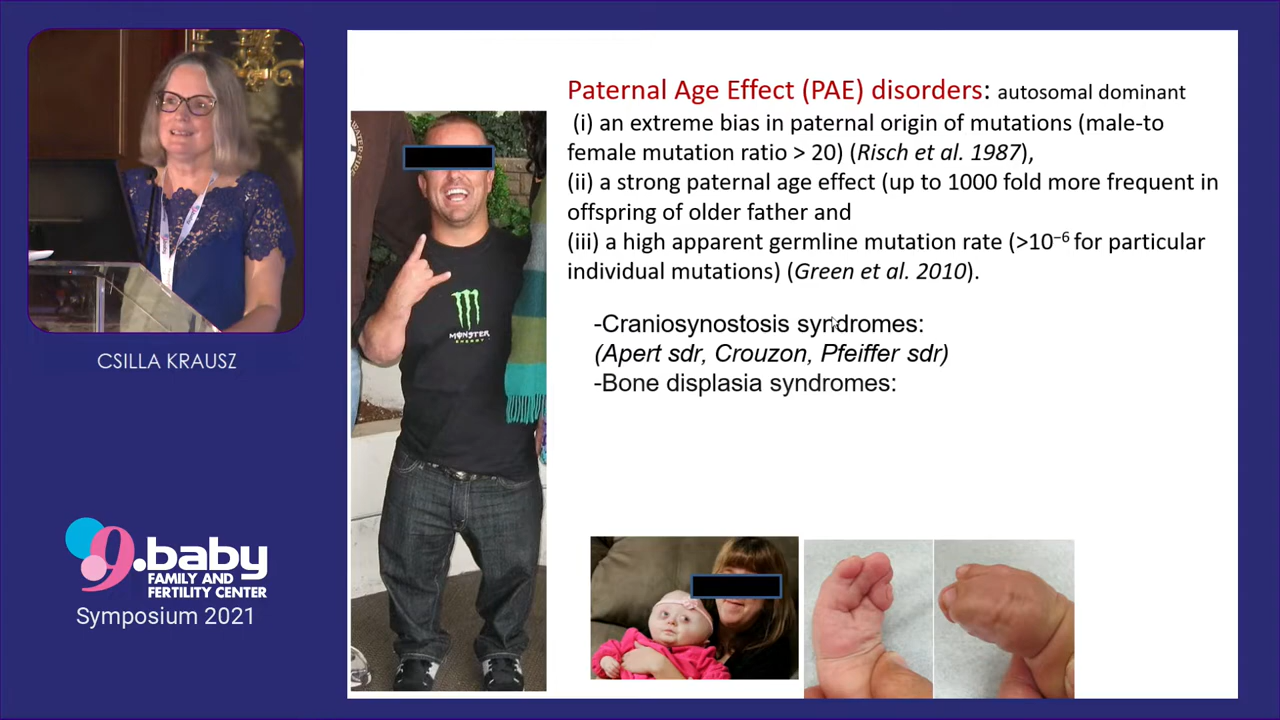 Paternal Age Effect (PAE) disorders: autosomal dominant
(i) an extreme bias in paternal origin of mutations (male-to
female mutation ratio > 20) (Risch et al. 1987),
(ii) a strong paternal age effect (up to 1000 fold more frequent in
offspring of older father and
(iii) a high apparent germline mutation rate (>10⁻⁶ for particular
individual mutations) (Green et al. 2010).
-Craniosynostosis syndromes:
(Apert sdr, Crouzon, Pfeiffer sdr)
-Bone displasia syndromes:
MONSTER
ENERGY
CSILLA KRAUSZ
9.baby
FAMILY AND
FERTILITY CENTER
Symposium 2021